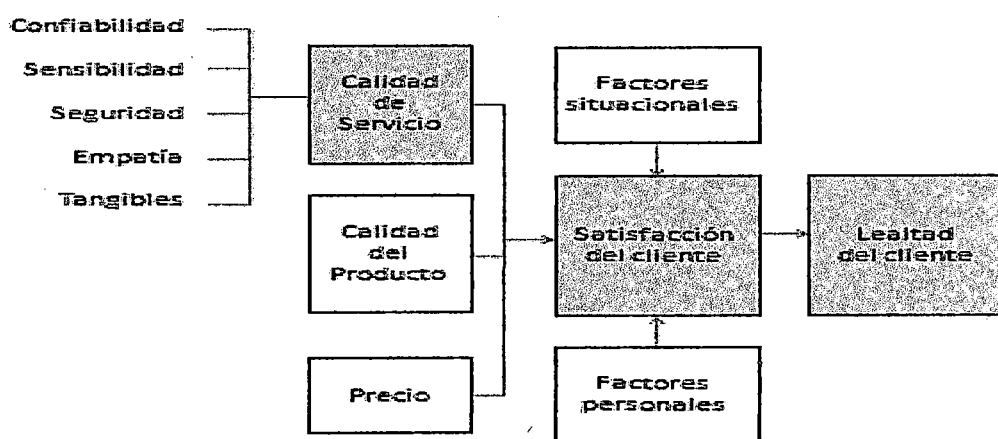 Confiabilidad
Sensibilidad
Seguridad
Empatía
Tangibles
Calidad
de
Servicio
Calidad
del
Producto
Precio
Factores
situacionales
Satisfacción
del cliente
Factores
personales
Lealtad
del cliente